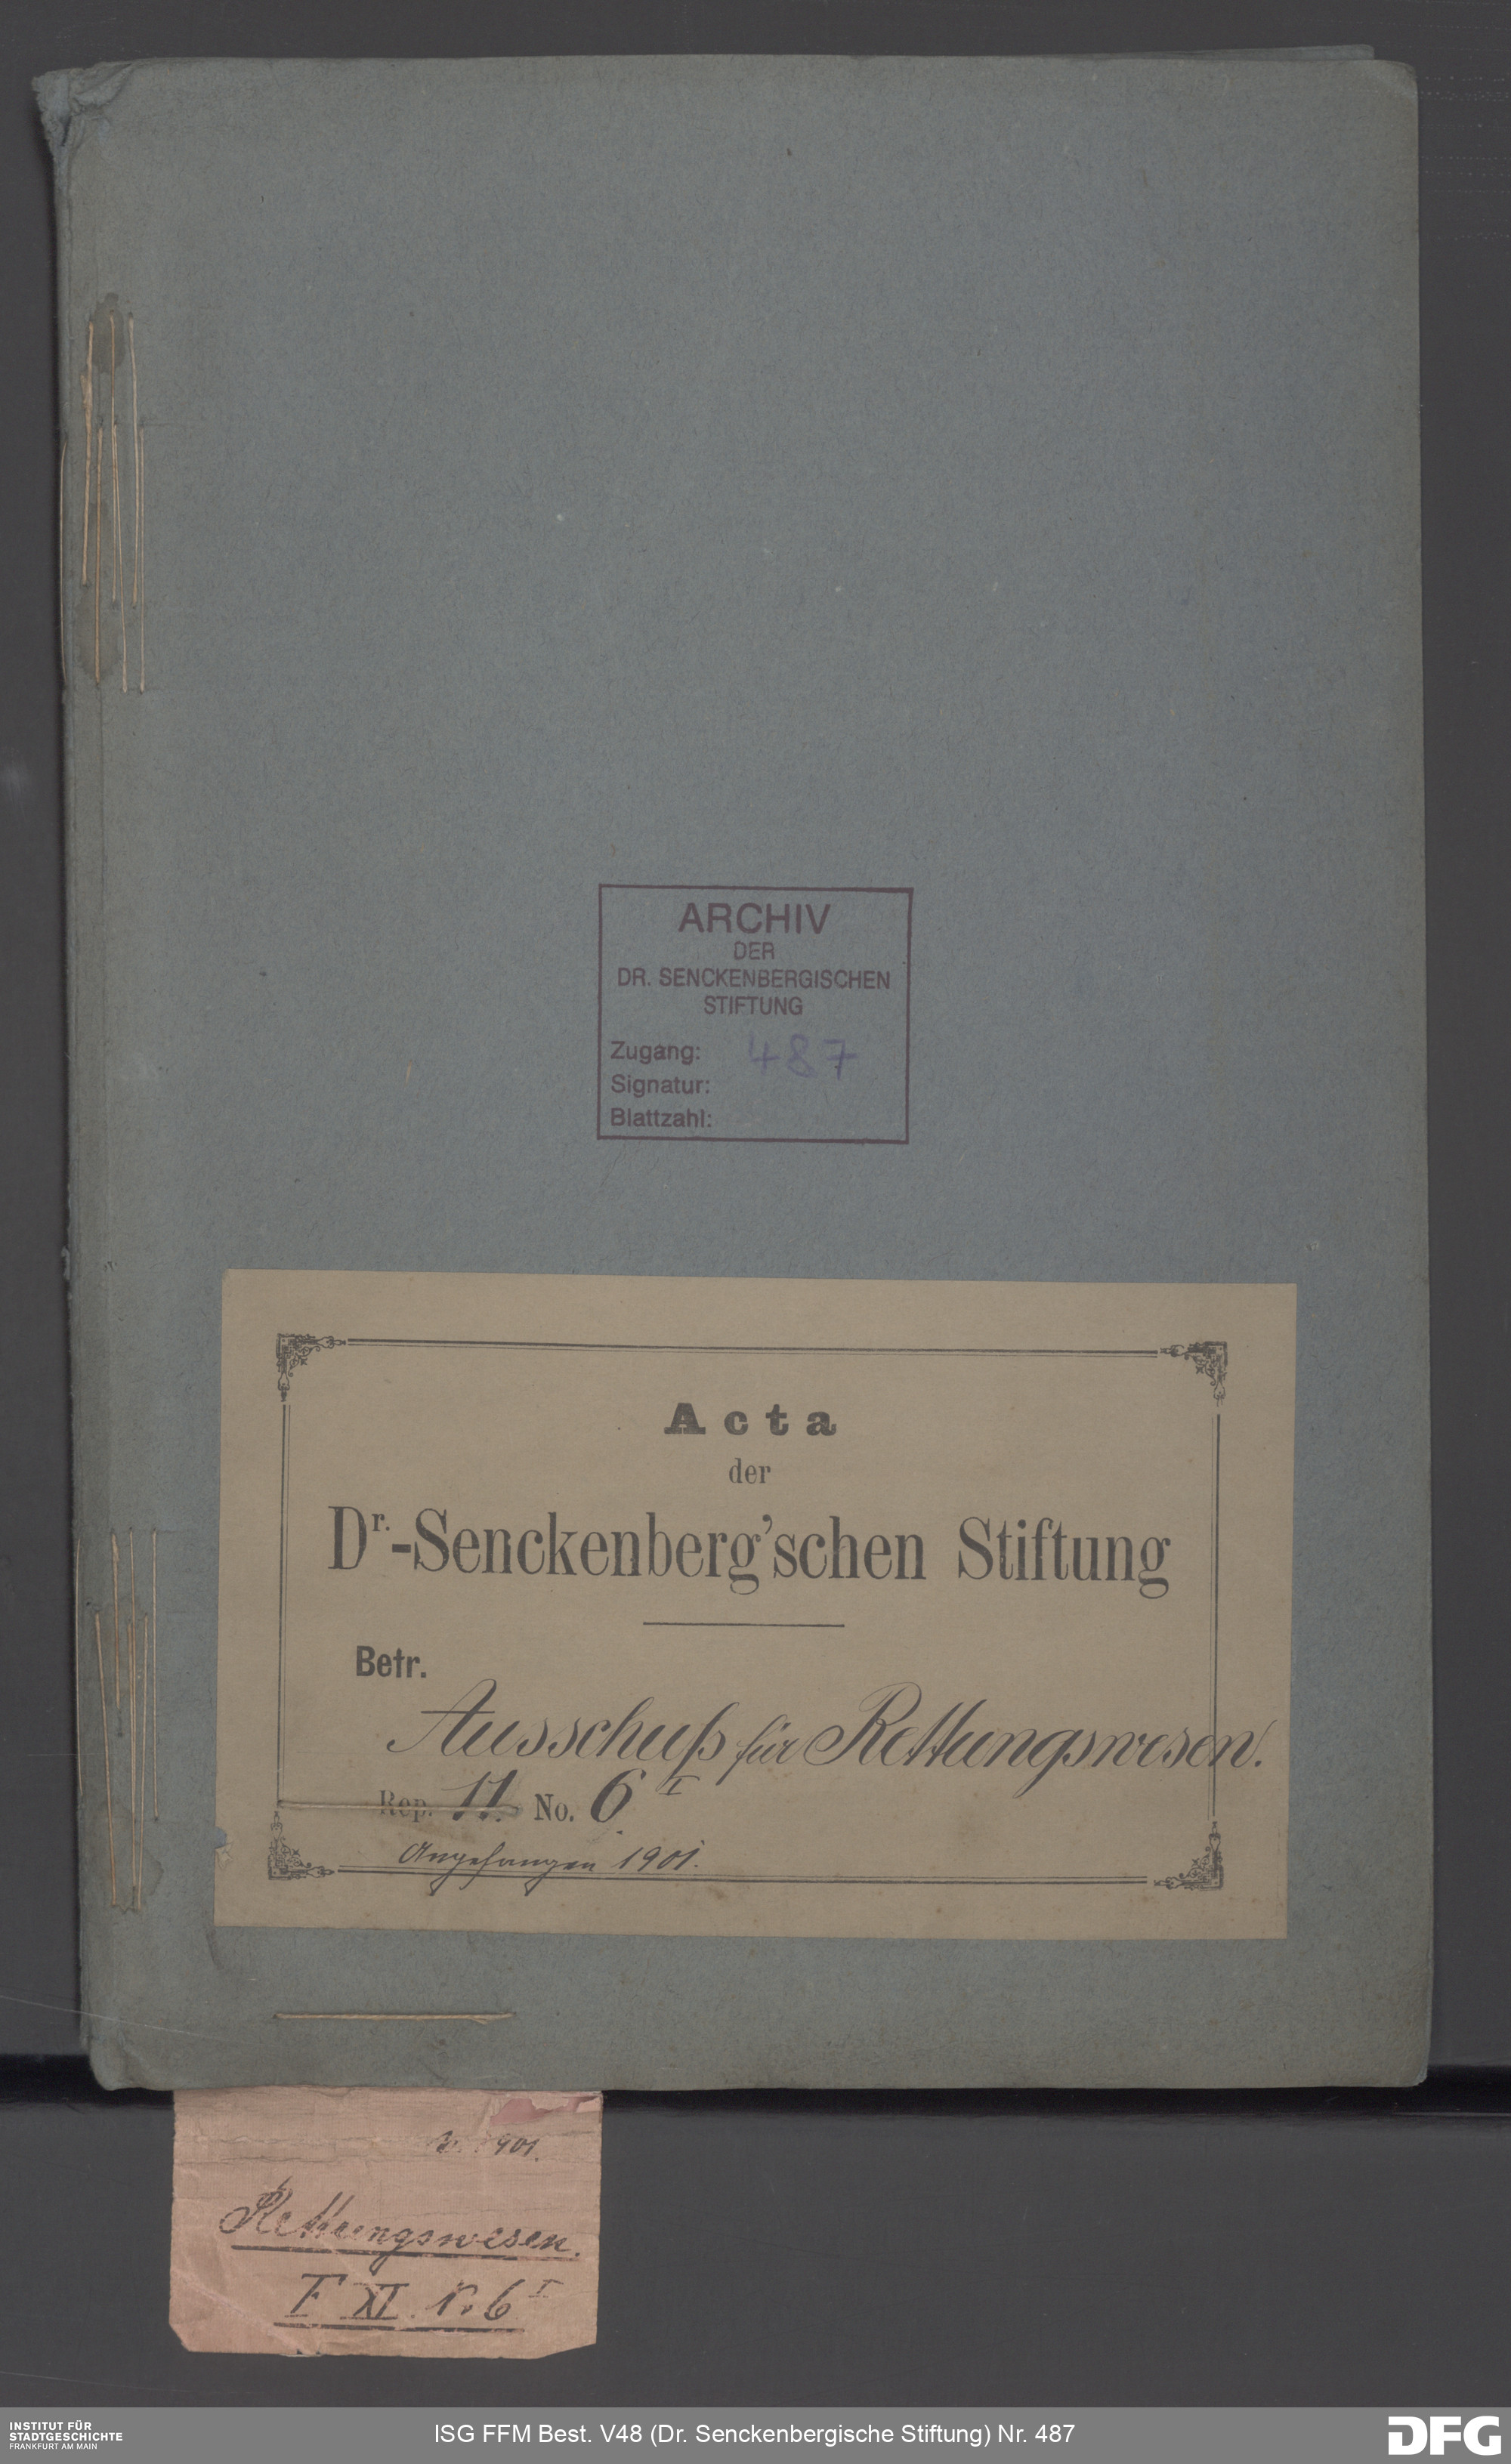 ARCHIV
DER
DR. SENCKENBERGISCHEN
STIFTUNG
Zugang: 487
Signatur:
Blattzahl:
Acta
der
Dr.-Senckenberg'schen Stiftung
Betr.
Ausschuß für Rettungswesen.
Rep. 11. No. 6 I
Angefangen 1901.
901.
Rettungswesen.
F XI. N. 6 I
INSTITUT FÜR
STADTGESCHICHTE
FRANKFURT AM MAIN
ISG FFM Best. V48 (Dr. Senckenbergische Stiftung) Nr. 487
DFG